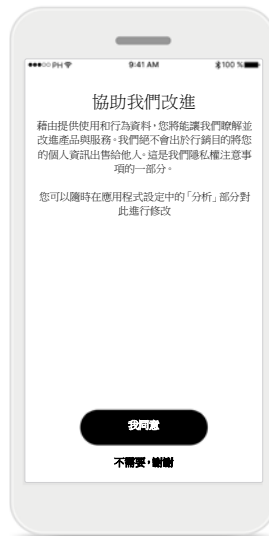 ●●●○○ PH 9:41 AM 100 %
協助我們改進
藉由提供使用和行為資料，您將能讓我們瞭解並
改進產品與服務。我們絕不會出於行銷目的將您
的個人資訊出售給他人。這是我們隱私權注意事
項的一部分。
您可以隨時在應用程式設定中的「分析」部分對
此進行修改
我同意
不需要，謝謝